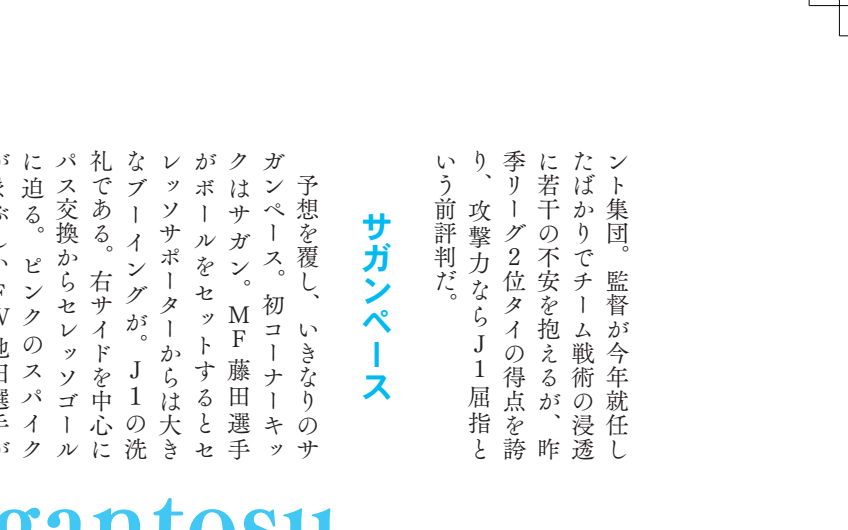 ント集団。監督が今年就任し
たばかりでチーム戦術の浸透
に若干の不安を抱えるが、昨
季リーグ2位タイの得点を誇
り、攻撃力ならJ1屈指と
いう前評判だ。
サガンペース
予想を覆し、いきなりのサ
ガンペース。初コーナーキッ
クはサガン。MF藤田選手
がボールをセットするとセ
レッソサポーターからは大き
なブーイングが。J1の洗
礼である。右サイドを中心に
パス交換からセレッソゴール
に迫る。ピンクのスパイク
gantosu